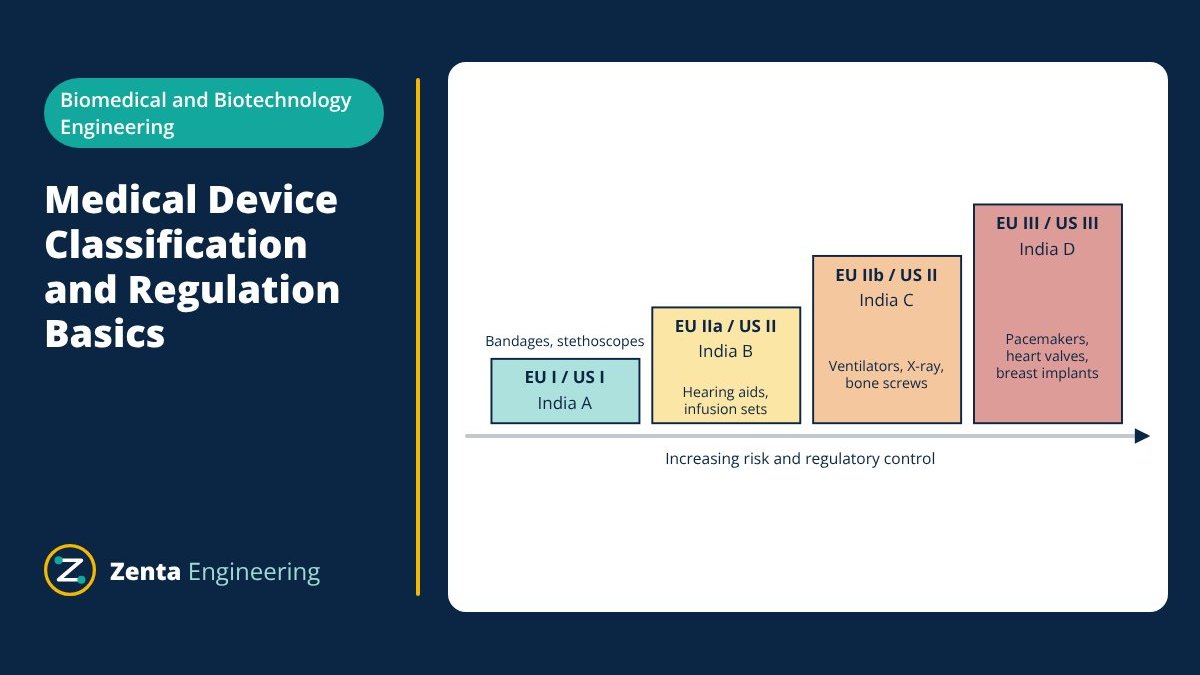 Biomedical and Biotechnology
Engineering
Medical Device
Classification
and Regulation
Basics
Zenta Engineering
Bandages, stethoscopes
EU I / US I
India A
EU IIa / US II
India B
Hearing aids,
infusion sets
EU IIb / US II
India C
Ventilators, X-ray,
bone screws
EU III / US III
India D
Pacemakers,
heart valves,
breast implants
Increasing risk and regulatory control